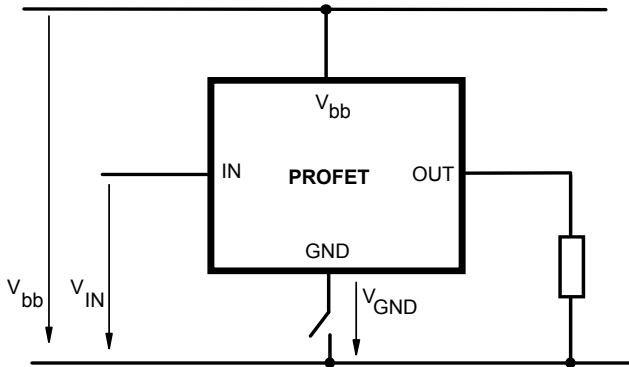 Vbb
IN
PROFET
OUT
GND
Vbb
VIN
VGND